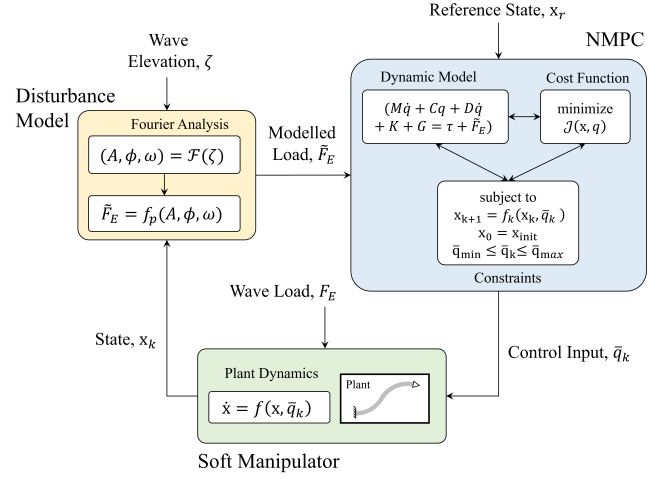 Reference State, x_r
NMPC
Wave
Elevation, ζ
Disturbance
Model
Fourier Analysis
(A, ϕ, ω) = ℱ(ζ)
F̃_E = f_p(A, ϕ, ω)
Modelled
Load, F̃_E
Dynamic Model
(Mq̈ + Cq + Dq̇
+ K + G = τ + F̃_E)
Cost Function
minimize
𝒥(x, q)
subject to
x_{k+1} = f_k(x_k, q̄_k)
x_0 = x_init
q̄_min ≤ q̄_k ≤ q̄_max
Constraints
Wave Load, F_E
State, x_k
Control Input, q̄_k
Plant Dynamics
ẋ = f(x, q̄_k)
Plant
Soft Manipulator